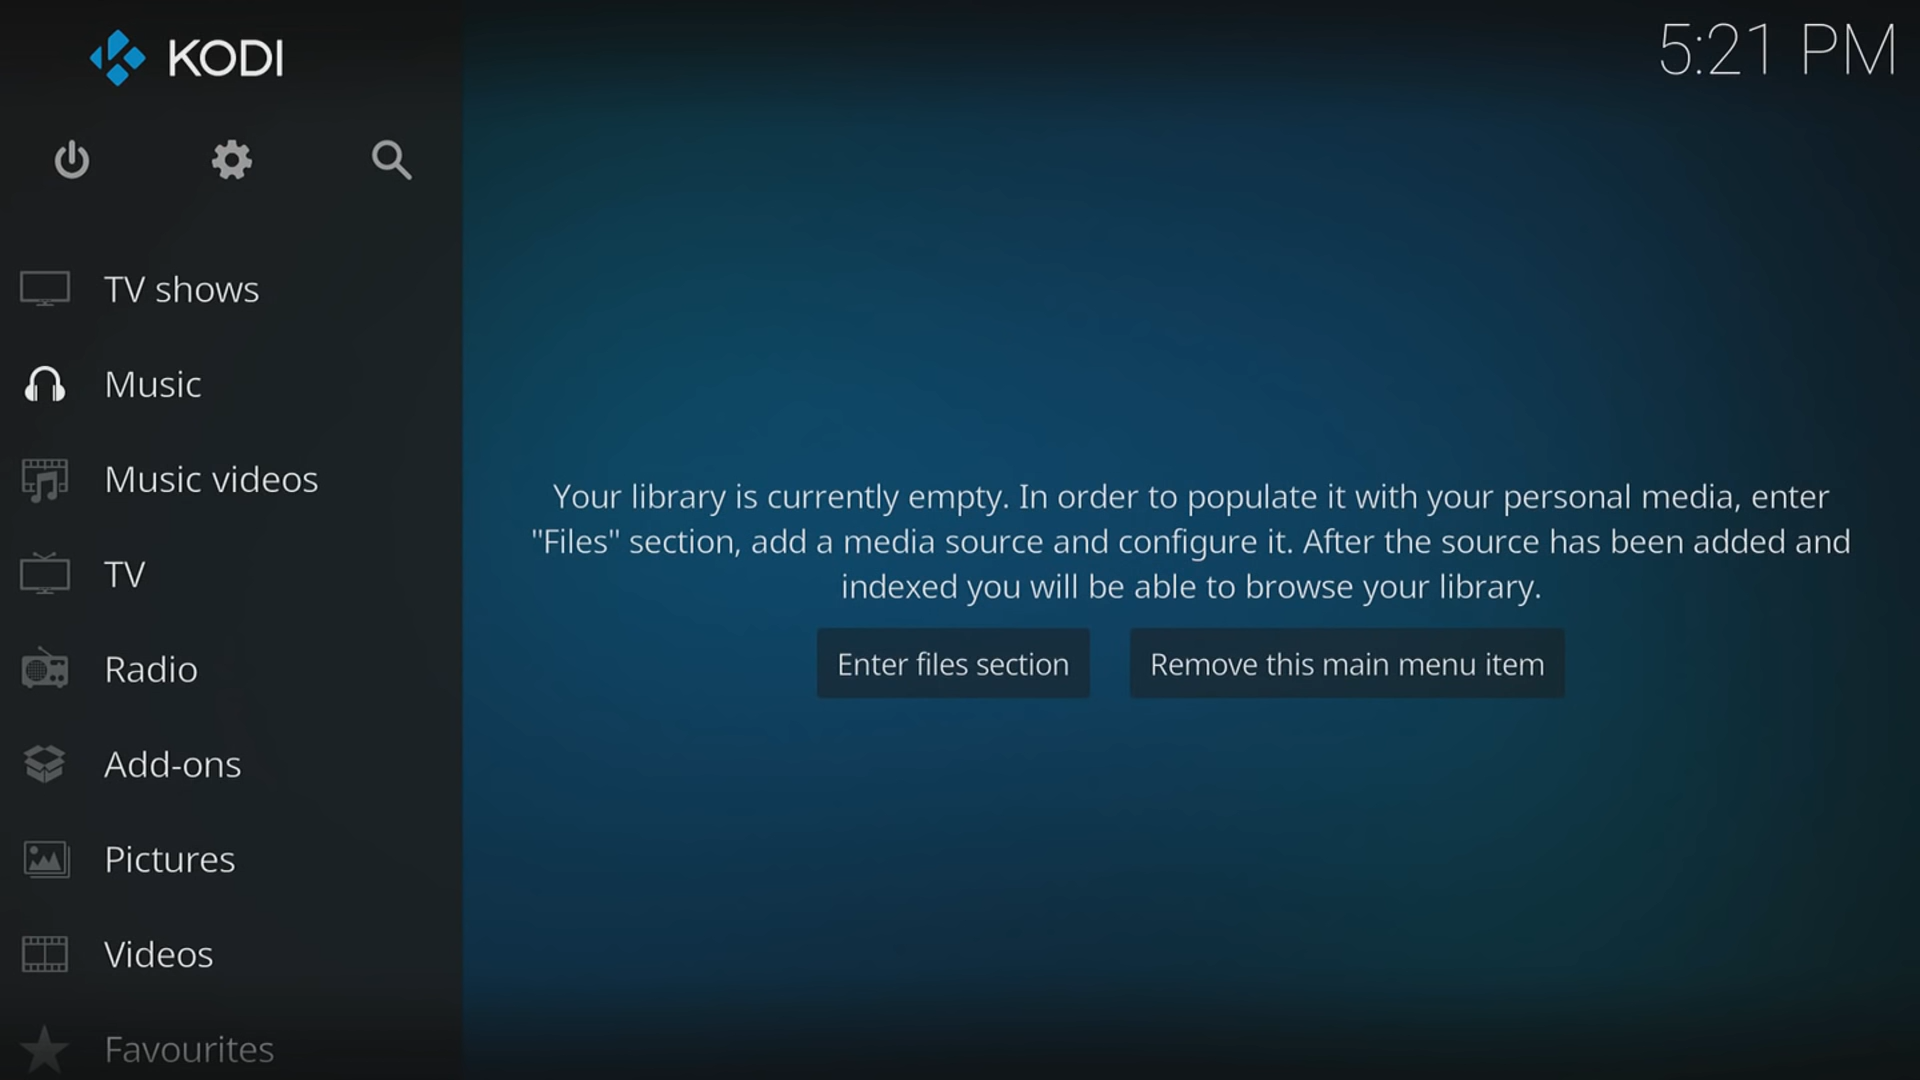 KODI
5:21 PM
TV shows
Music
Music videos
TV
Radio
Add-ons
Pictures
Videos
Favourites
Your library is currently empty. In order to populate it with your personal media, enter
"Files" section, add a media source and configure it. After the source has been added and
indexed you will be able to browse your library.
Enter files section
Remove this main menu item